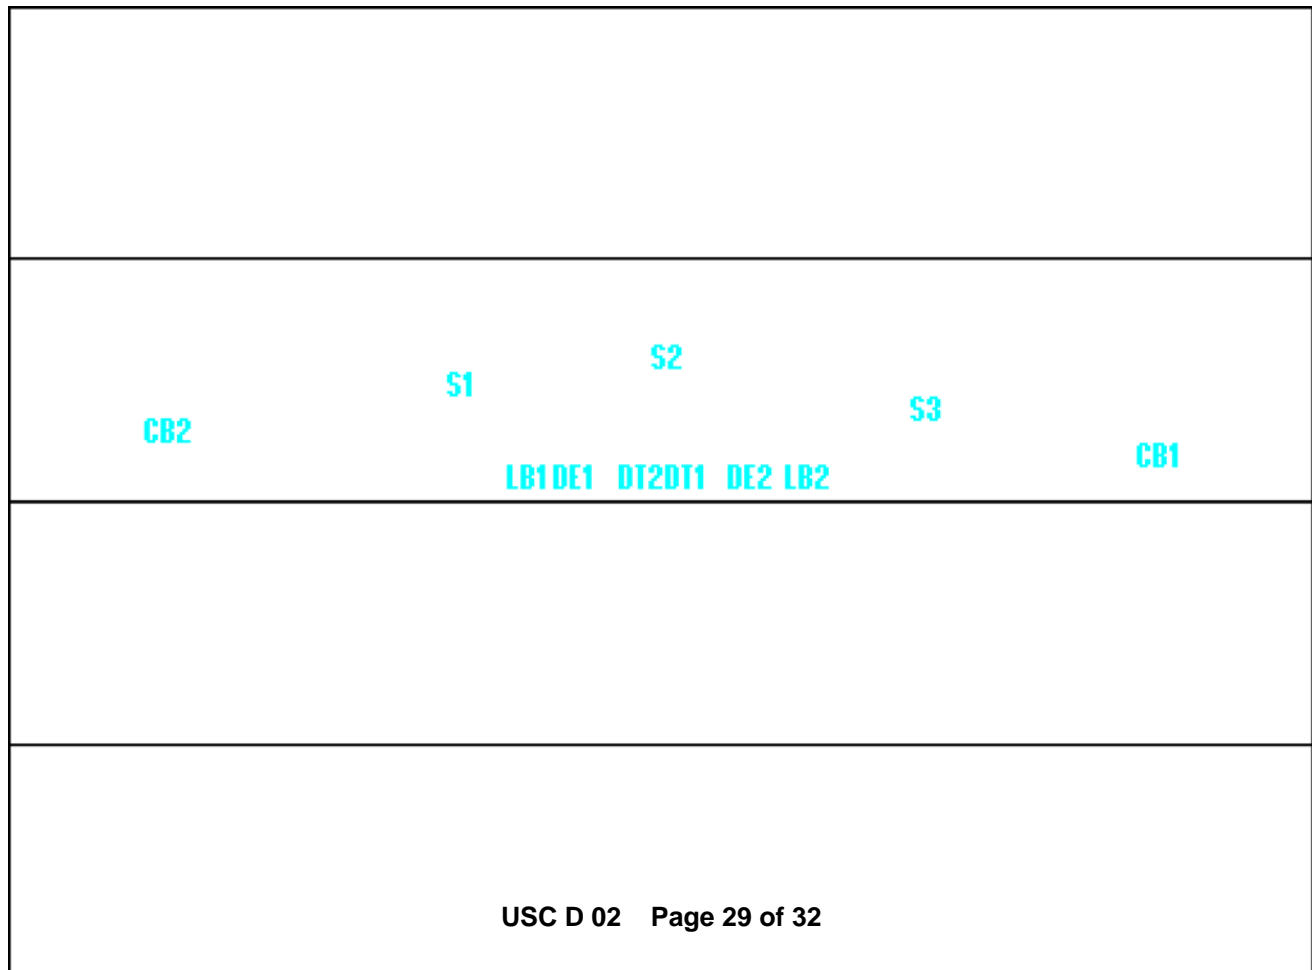 S2
S1
S3
CB2
CB1
LB1 DE1 DT2 DT1 DE2 LB2
USC D 02 Page 29 of 32